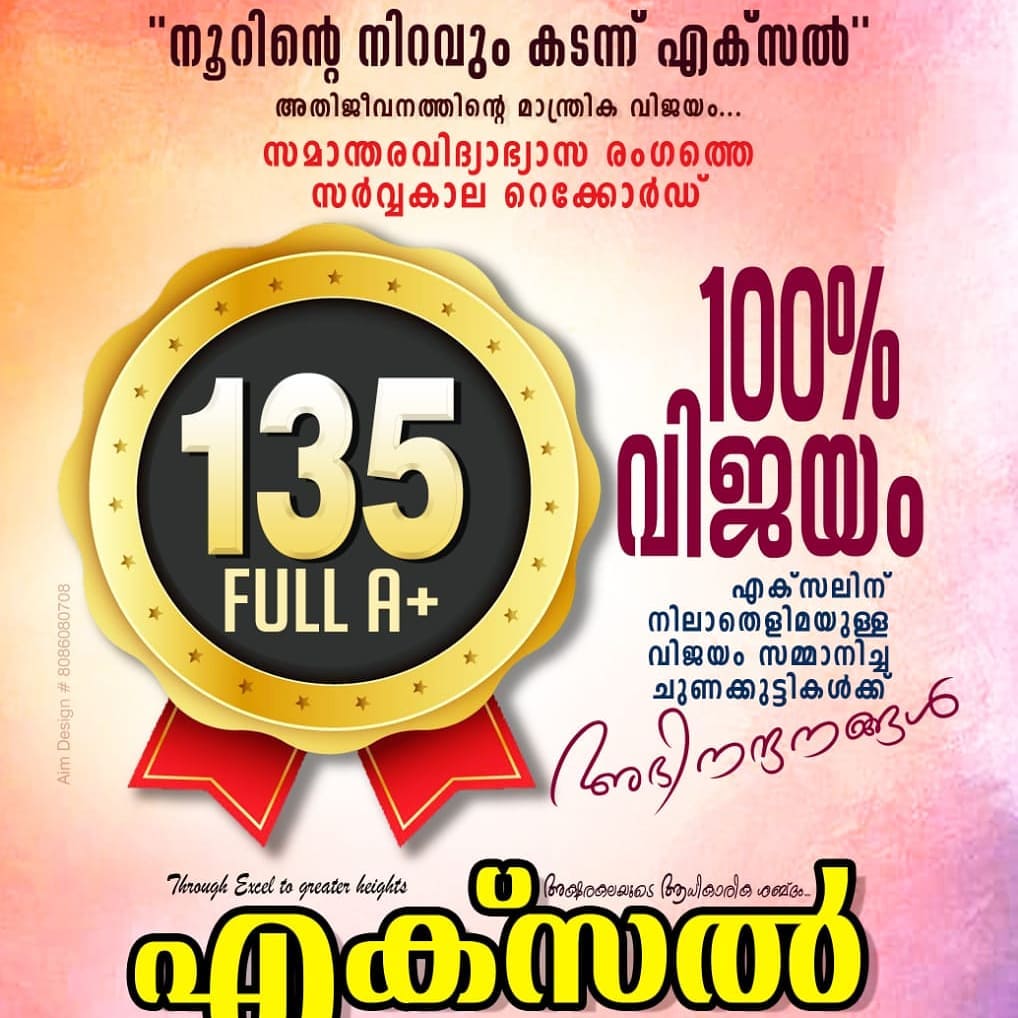 "നൂറിന്റെ നിറവും കടന്ന് എക്സൽ"
അതിജീവനത്തിന്റെ മാന്ത്രിക വിജയം...
സമാന്തരവിദ്യാഭ്യാസ രംഗത്തെ
സർവ്വകാല റെക്കോർഡ്
135
FULL A+
100%
വിജയം
എക്സലിന്
നിലാതെളിമയുള്ള
വിജയം സമ്മാനിച്ച
ചുണക്കുട്ടികൾക്ക്
അഭിനന്ദനങ്ങൾ
Aim Design # 8086080708
Through Excel to greater heights
അക്ഷരകലയുടെ ആധികാരിക ശബ്ദം...
എക്സൽ